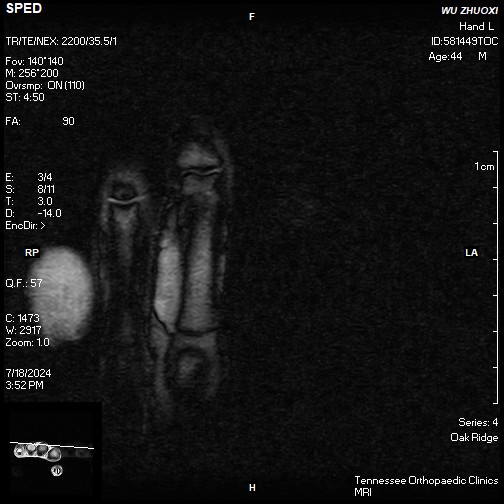 SPED
F
WU ZHUOXI
Hand L
TR/TE/NEX: 2200/35.5/1
ID:581449TOC
Age:44 M
Fov: 140*140
M: 256*200
Ovrsmp: ON (110)
ST: 4:50
FA: 90
1cm
E: 3/4
S: 8/11
T: 3.0
D: -14.0
EncDir: >
RP
LA
Q.F.: 57
C: 1473
W: 2917
Zoom: 1.0
7/18/2024
3:52 PM
Series: 4
Oak Ridge
H
Tennessee Orthopaedic Clinics
MRI